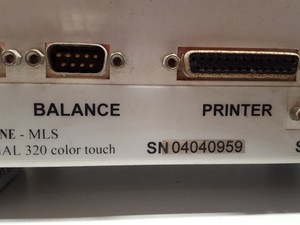 BALANCE PRINTER
NE - MLS
AL 320 color touch SN 04040959
S